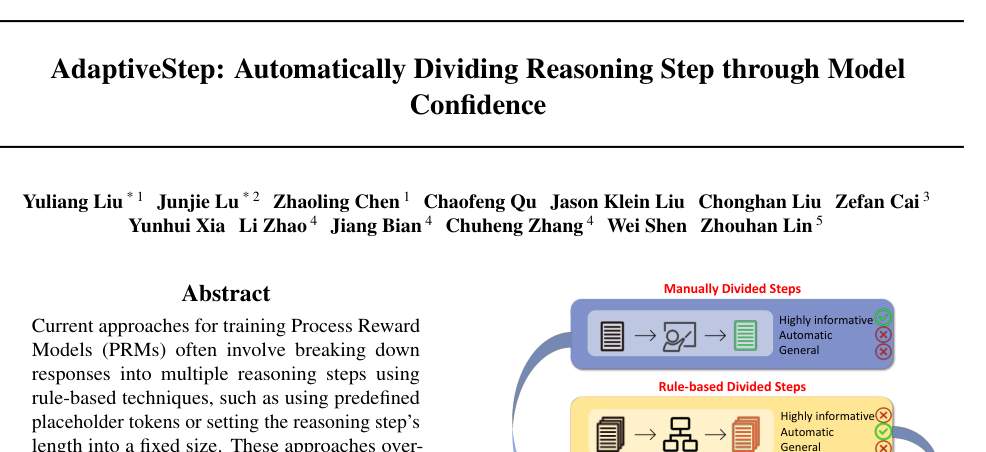 AdaptiveStep: Automatically Dividing Reasoning Step through Model
Confidence
Yuliang Liu * 1 Junjie Lu * 2 Zhaoling Chen 1 Chaofeng Qu Jason Klein Liu Chonghan Liu Zefan Cai 3
Yunhui Xia Li Zhao 4 Jiang Bian 4 Chuheng Zhang 4 Wei Shen Zhouhan Lin 5
Abstract
Current approaches for training Process Reward
Models (PRMs) often involve breaking down
responses into multiple reasoning steps using
rule-based techniques, such as using predefined
placeholder tokens or setting the reasoning step's
length into a fixed size. These approaches over-
Manually Divided Steps
Highly informative
Automatic
General
Rule-based Divided Steps
Highly informative
Automatic
General